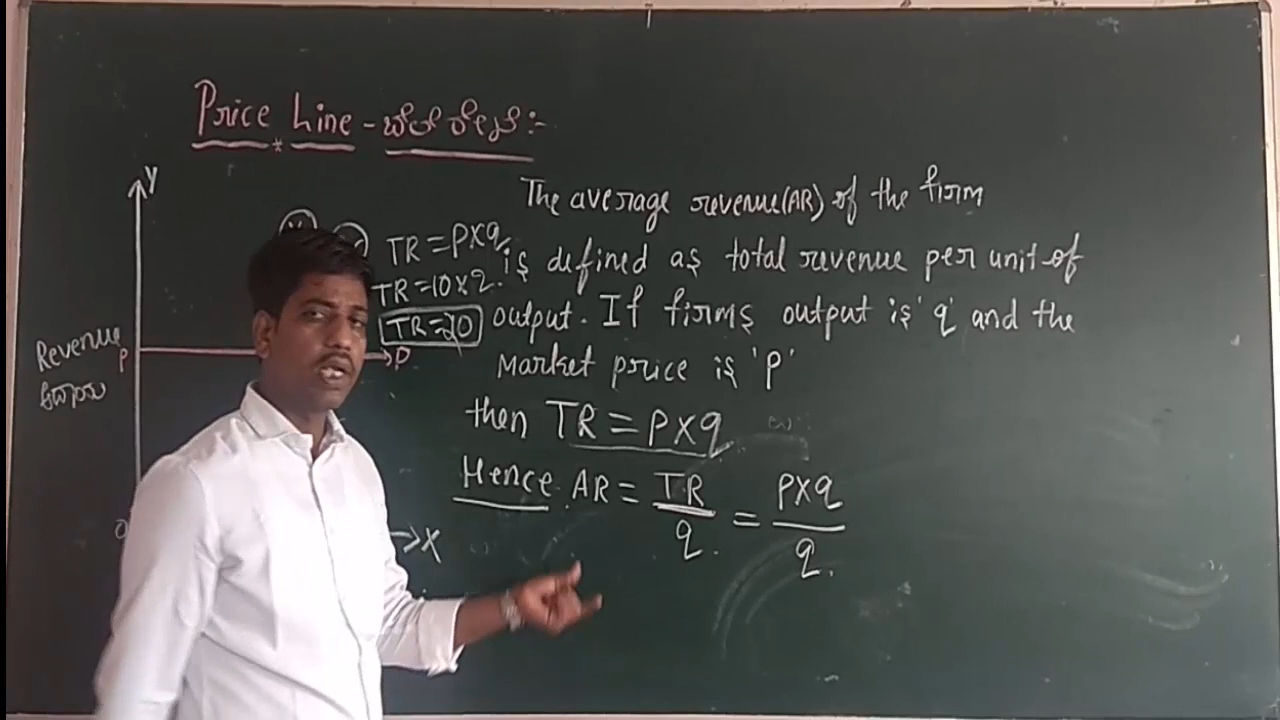 Price Line - ಬೆಲೆ ರೇಖೆ :-
Y
The average revenue(AR) of the firm
TR = P×q
is defined as total revenue per unit of
TR = 10×2.
output. If firms output is 'q' and the
TR = 20
Revenue
P
P
ಆದಾಯ
Market price is 'P'
then TR = P×q
Hence AR = TR/q. = P×q/q.
0
→X